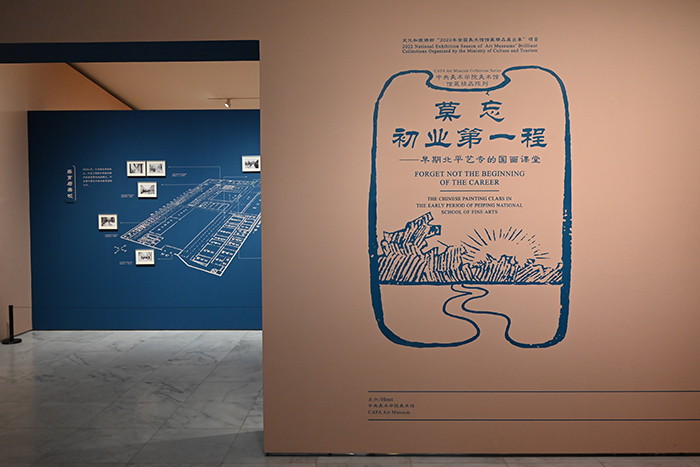 文化和旅游部“2022年全国美术馆馆藏精品展出季”项目
2022 National Exhibition Season of Art Museums' Brilliant
Collections Organized by the Ministry of Culture and Tourism
CAFA Art Museum Collection Series
中央美术学院美术馆
馆藏精品陈列
莫忘
初业第一程
——早期北平艺专的国画课堂
FORGET NOT THE BEGINNING
OF THE CAREER
THE CHINESE PAINTING CLASS IN
THE EARLY PERIOD OF PEIPING NATIONAL
SCHOOL OF FINE ARTS
主办/Host
中央美术学院美术馆
CAFA Art Museum